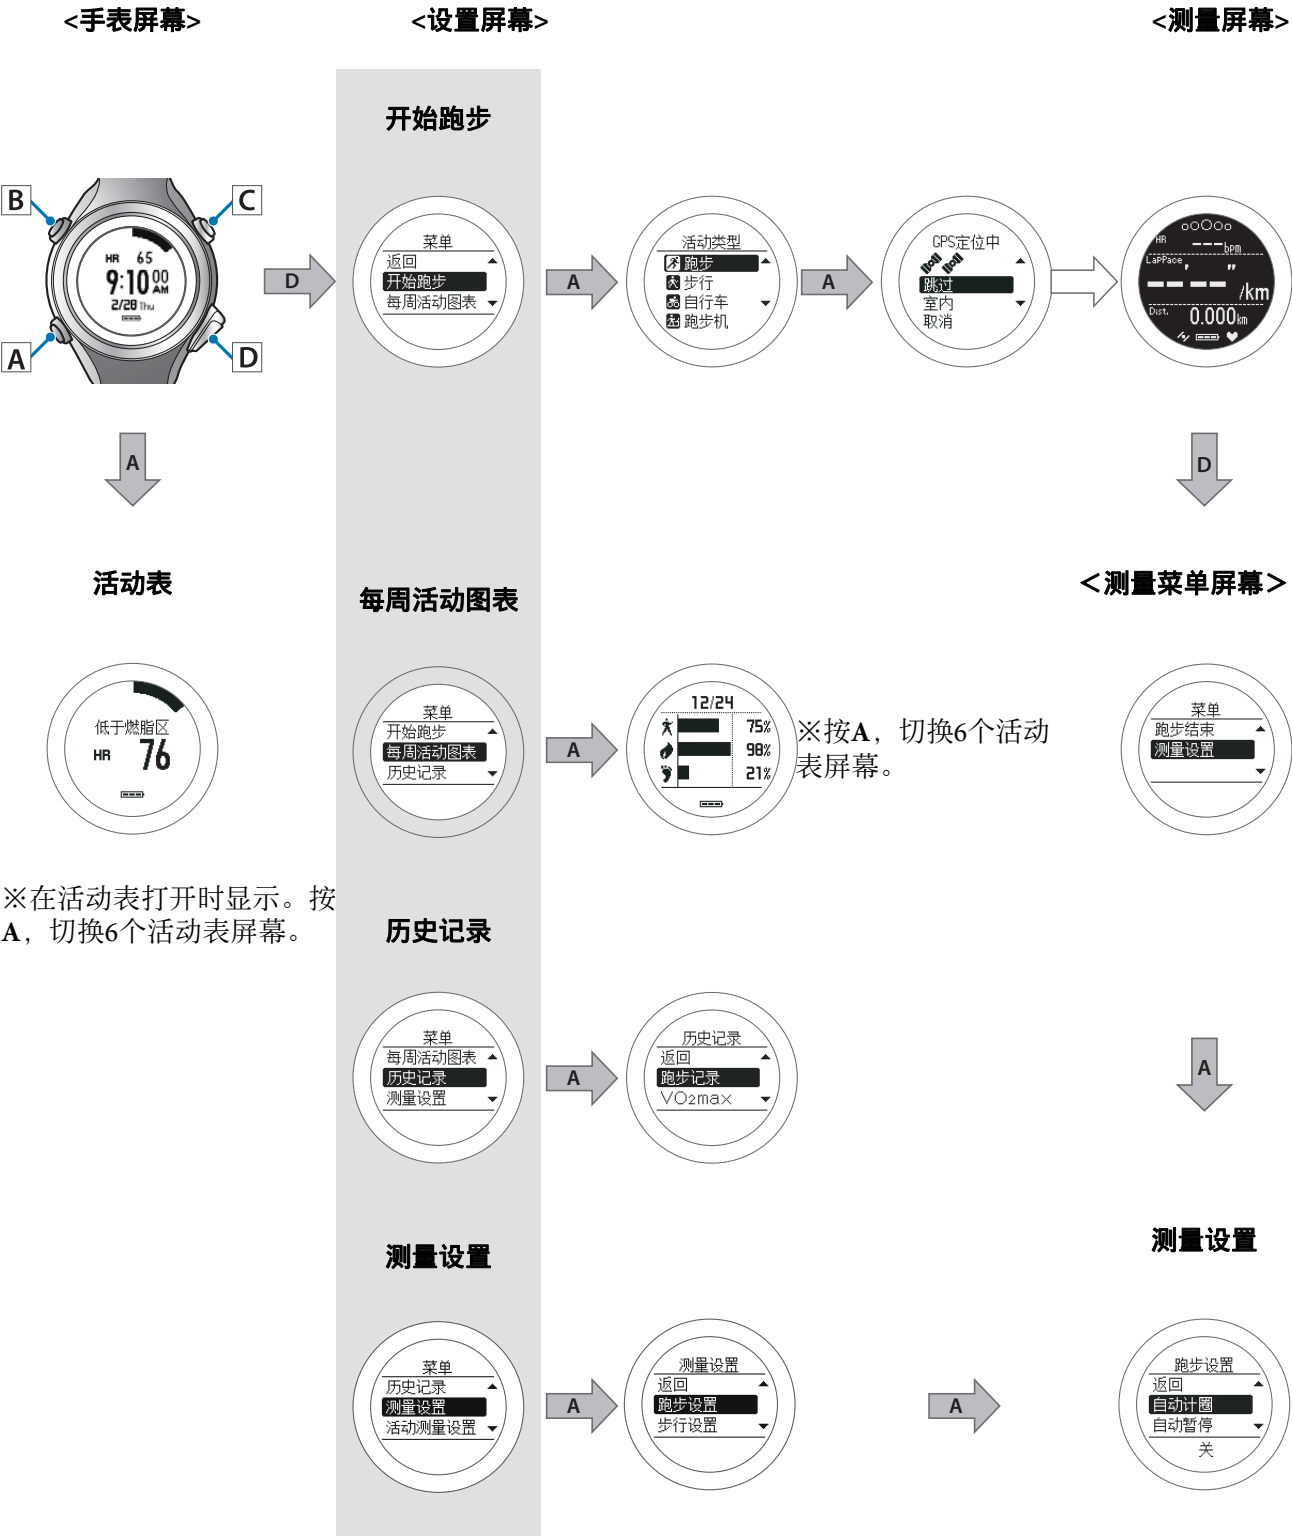 <手表屏幕>
<设置屏幕>
<测量屏幕>
开始跑步
B
C
A
D
HR 65
9:10 00
AM
2/28 Thu
D
菜单
返回
开始跑步
每周活动图表
A
活动类型
跑步
步行
自行车
跑步机
A
GPS定位中
跳过
室内
取消
HR
---bpm
LapPace
-- ' -- "
/km
Dist.
0.000km
A
D
活动表
每周活动图表
<测量菜单屏幕>
低于燃脂区
HR 76
菜单
开始跑步
每周活动图表
历史记录
A
12/24
75%
98%
21%
※按A，切换6个活动
表屏幕。
菜单
跑步结束
测量设置
※在活动表打开时显示。按
A，切换6个活动表屏幕。
历史记录
菜单
每周活动图表
历史记录
测量设置
A
历史记录
返回
跑步记录
VO2max
A
测量设置
测量设置
菜单
历史记录
测量设置
活动测量设置
A
测量设置
返回
跑步设置
步行设置
A
跑步设置
返回
自动计圈
自动暂停
关